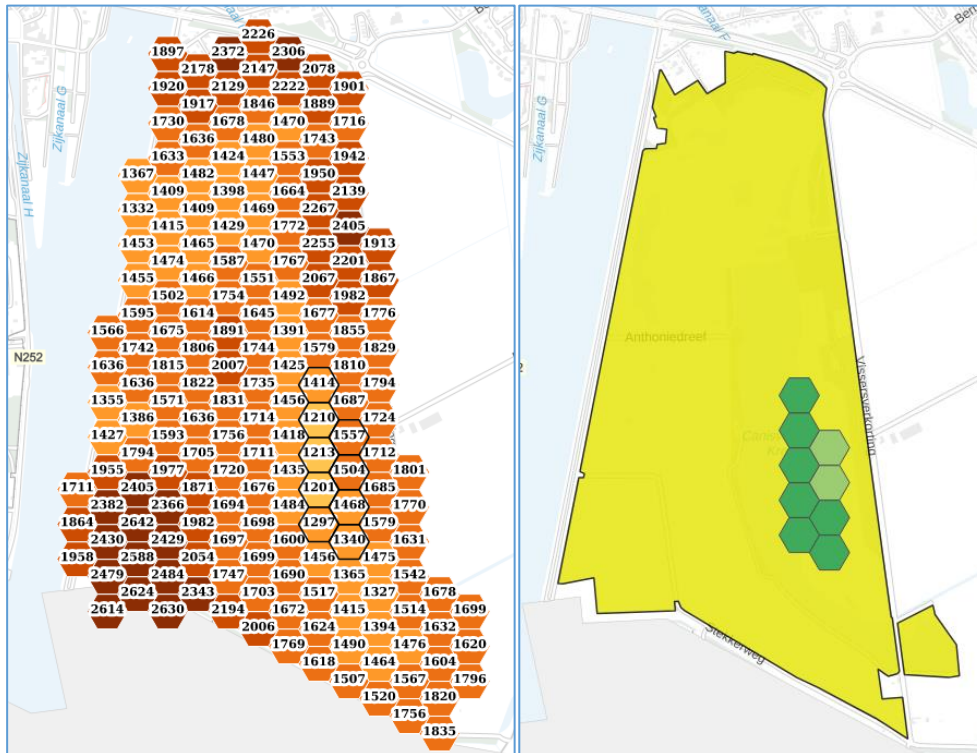 Zijkanaal G
Zijkanaal H
N252
2226
1897 2372 2306
2178 2147 2078
1920 2129 2222 1901
1917 1846 1889
1730 1678 1470 1716
1636 1480 1743
1633 1424 1553 1942
1367 1482 1447 1950
1409 1398 1664 2139
1332 1409 1469 2267
1415 1429 1772 2405
1453 1465 1470 2255 1913
1474 1587 1767 2201
1455 1466 1551 2067 1867
1502 1754 1492 1982
1595 1614 1645 1677 1776
1566 1675 1891 1391 1855
1742 1806 1744 1579 1829
1636 1815 2007 1425 1810
1636 1822 1735 1414 1794
1355 1571 1831 1456 1687
1386 1636 1714 1210 1724
1427 1593 1756 1418 1557
1794 1705 1711 1213 1712
1955 1977 1720 1435 1504 1801
1711 2405 1871 1676 1201 1685
2382 2366 1694 1484 1468 1770
1864 2642 1982 1698 1297 1579
2430 2429 1697 1600 1340 1631
1958 2588 2054 1699 1456 1475
2479 2484 1747 1690 1365 1542
2624 2343 1703 1517 1327 1678
2614 2630 2194 1672 1415 1514 1699
2006 1624 1394 1632
1769 1490 1476 1620
1618 1464 1604
1507 1567 1796
1520 1820
1756
1835
Zijkanaal G
Zijkanaal H
Anthoniedreef
Vissersverkorting
Stekkerweg